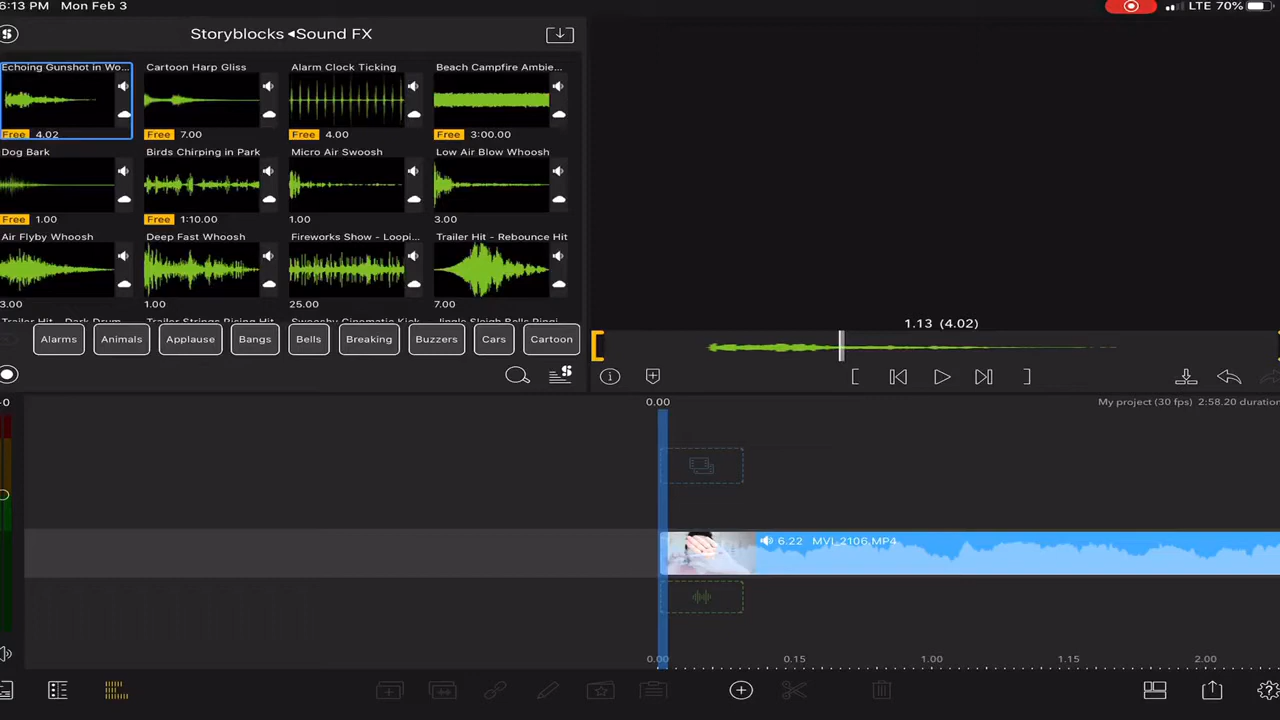 6:13 PM Mon Feb 3
LTE 70%
Storyblocks ◂Sound FX
Echoing Gunshot in Wo...
Cartoon Harp Gliss
Alarm Clock Ticking
Beach Campfire Ambie...
Free 4.02
Free 7.00
Free 4.00
Free 3:00.00
Dog Bark
Birds Chirping in Park
Micro Air Swoosh
Low Air Blow Whoosh
Free 1.00
Free 1:10.00
1.00
3.00
Air Flyby Whoosh
Deep Fast Whoosh
Fireworks Show - Loopi...
Trailer Hit - Rebounce Hit
3.00
1.00
25.00
7.00
Alarms
Animals
Applause
Bangs
Bells
Breaking
Buzzers
Cars
Cartoon
1.13 (4.02)
-0
0.00
My project (30 fps) 2:58.20 duration
6.22 MVI_2106.MP4
0.00
0.15
1.00
1.15
2.00